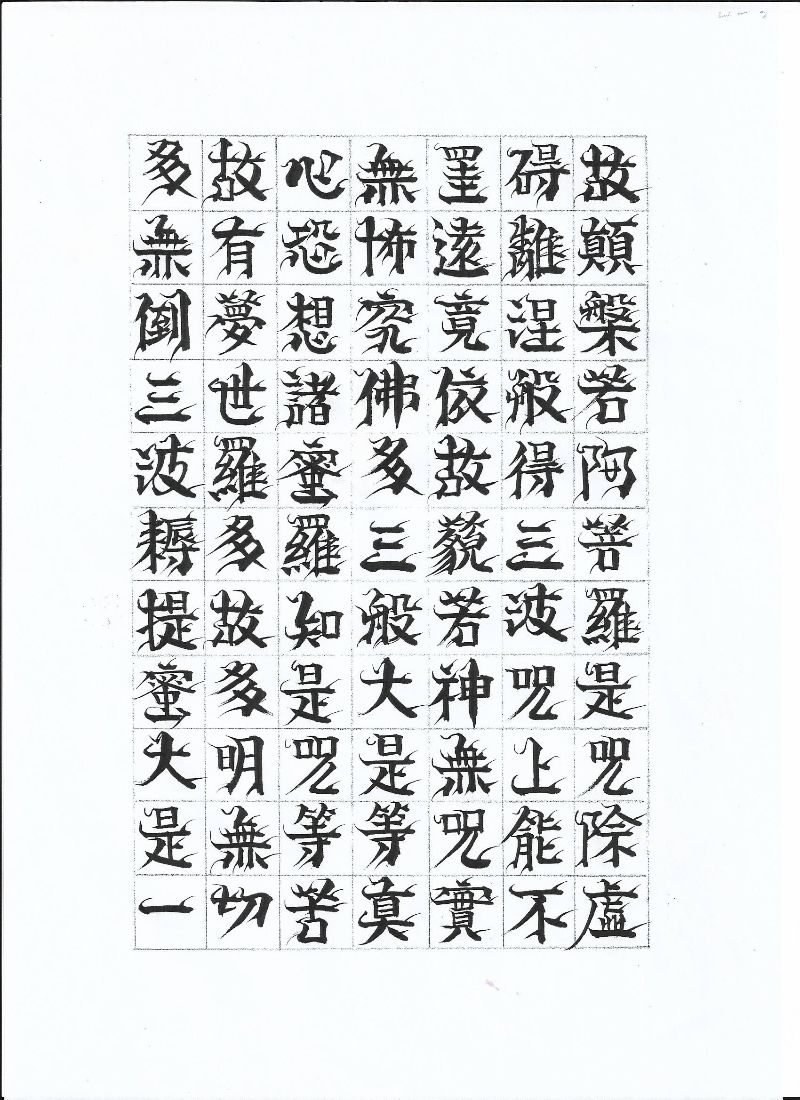 多故心無罣碍故
無有恐怖遠離顛
倒夢想究竟涅槃
三世諸佛依般若
波羅蜜多故得阿
耨多羅三藐三菩
提故知般若波羅
蜜多是大神呪是
大明呪是無上呪
是無等等呪能除
一切苦真實不虛